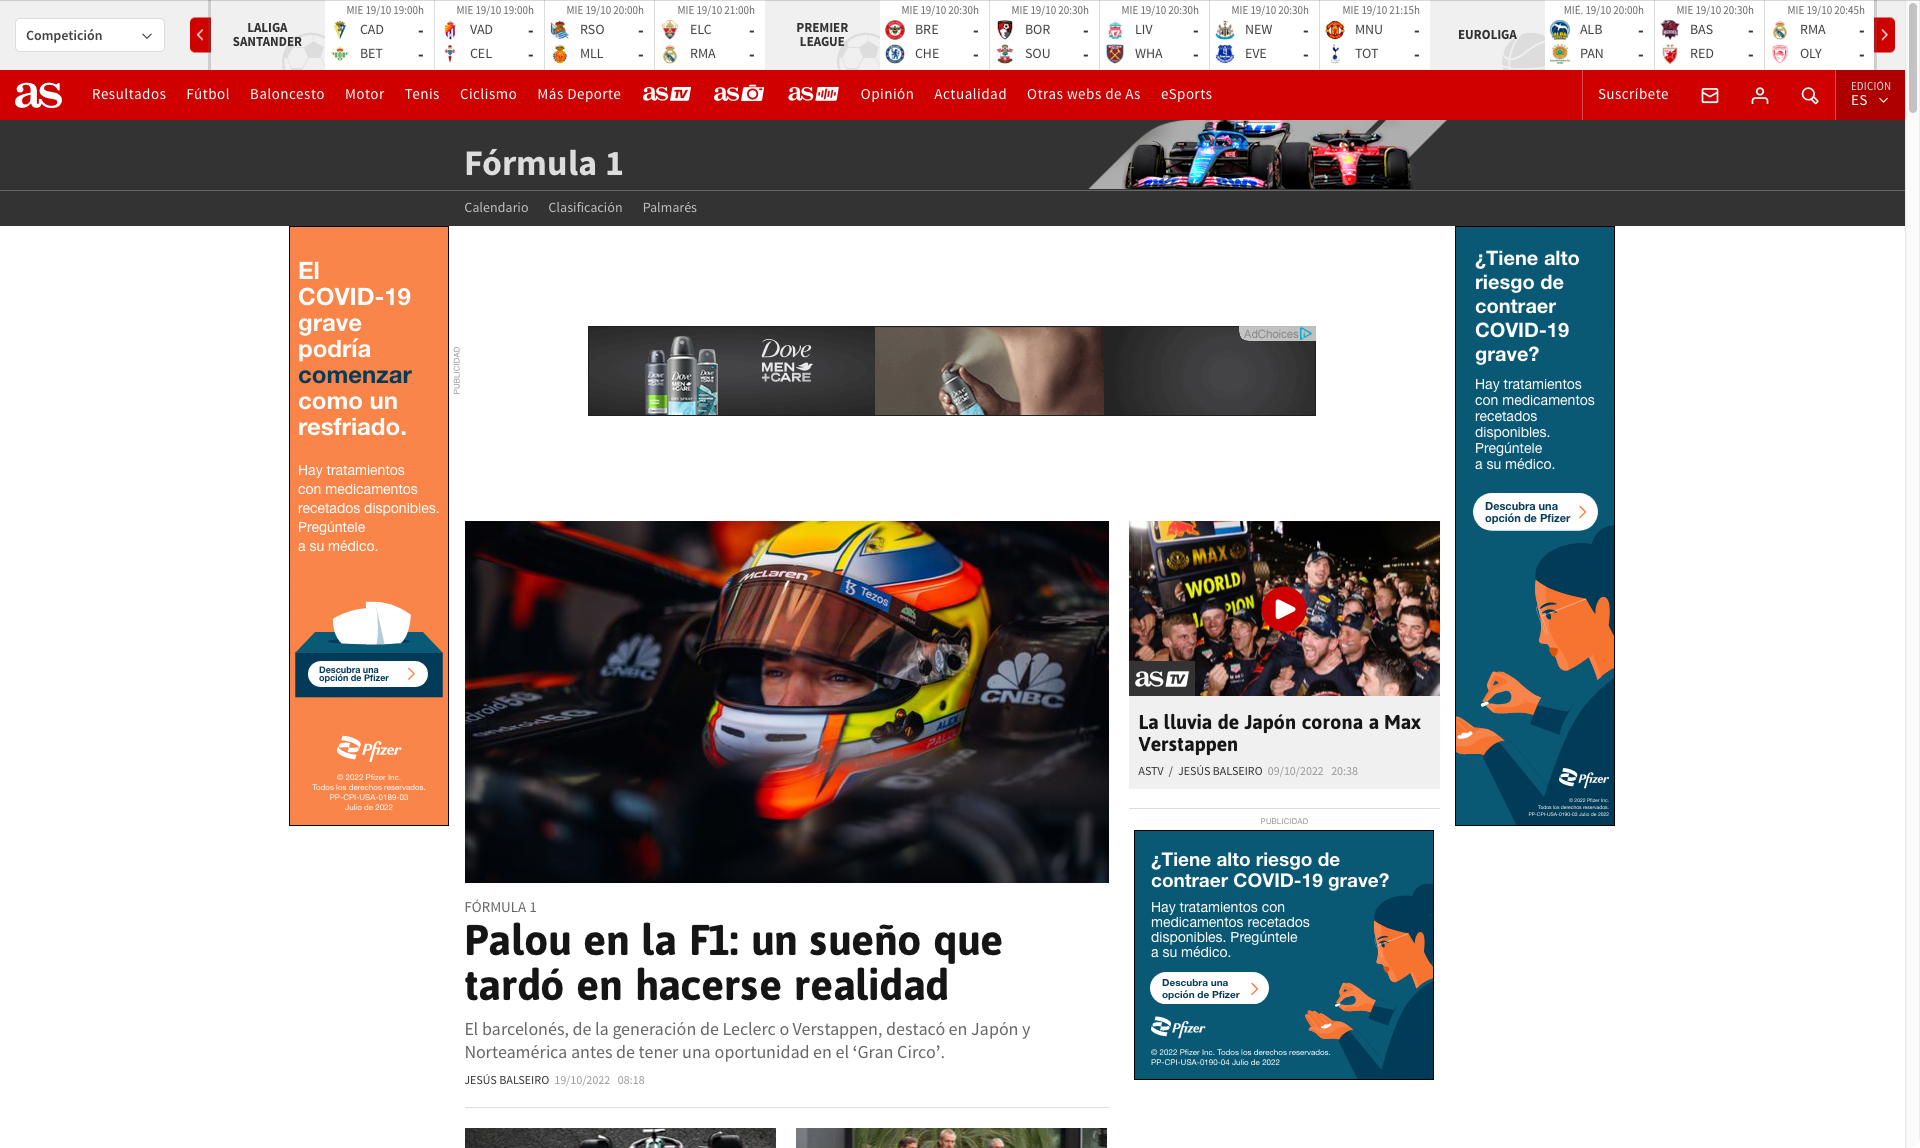 Competición
LALIGA SANTANDER
MIE 19/10 19:00h
CAD -
BET -
MIE 19/10 19:00h
VAD -
CEL -
MIE 19/10 20:00h
RSO -
MLL -
MIE 19/10 21:00h
ELC -
RMA -
PREMIER LEAGUE
MIE 19/10 20:30h
BRE -
CHE -
MIE 19/10 20:30h
BOR -
SOU -
MIE 19/10 20:30h
LIV -
WHA -
MIE 19/10 20:30h
NEW -
EVE -
MIE 19/10 21:15h
MNU -
TOT -
EUROLIGA
MIÉ. 19/10 20:00h
ALB -
PAN -
MIE 19/10 20:30h
BAS -
RED -
MIE 19/10 20:45h
RMA -
OLY -
as Resultados Fútbol Baloncesto Motor Tenis Ciclismo Más Deporte as TV as as Opinión Actualidad Otras webs de As eSports Suscríbete
EDICIÓN
ES
Fórmula 1
Calendario Clasificación Palmarés
El
COVID-19
grave
podría
comenzar
como un
resfriado.
Hay tratamientos
con medicamentos
recetados disponibles.
Pregúntele
a su médico.
Descubra una
opción de Pfizer
Pfizer
© 2022 Pfizer Inc.
Todos los derechos reservados.
PP-CPI-USA-0189-03
Julio de 2022
PUBLICIDAD
Dove
MEN
+CARE
AdChoices
¿Tiene alto
riesgo de
contraer
COVID-19
grave?
Hay tratamientos
con medicamentos
recetados
disponibles.
Pregúntele
a su médico.
Descubra una
opción de Pfizer
Pfizer
© 2022 Pfizer Inc.
Todos los derechos reservados.
PP-CPI-USA-0190-03 Julio de 2022
McLaren
Tezos
CNBC
CNBC
android 5G
ALEX
PALOU
FÓRMULA 1
Palou en la F1: un sueño que
tardó en hacerse realidad
El barcelonés, de la generación de Leclerc o Verstappen, destacó en Japón y
Norteamérica antes de tener una oportunidad en el ‘Gran Circo’.
JESÚS BALSEIRO 19/10/2022 08:18
MAX
WORLD
PION
as TV
La lluvia de Japón corona a Max
Verstappen
ASTV / JESÚS BALSEIRO 09/10/2022 20:38
PUBLICIDAD
¿Tiene alto riesgo de
contraer COVID-19 grave?
Hay tratamientos con
medicamentos recetados
disponibles. Pregúntele
a su médico.
Descubra una
opción de Pfizer
Pfizer
© 2022 Pfizer Inc. Todos los derechos reservados.
PP-CPI-USA-0190-04 Julio de 2022